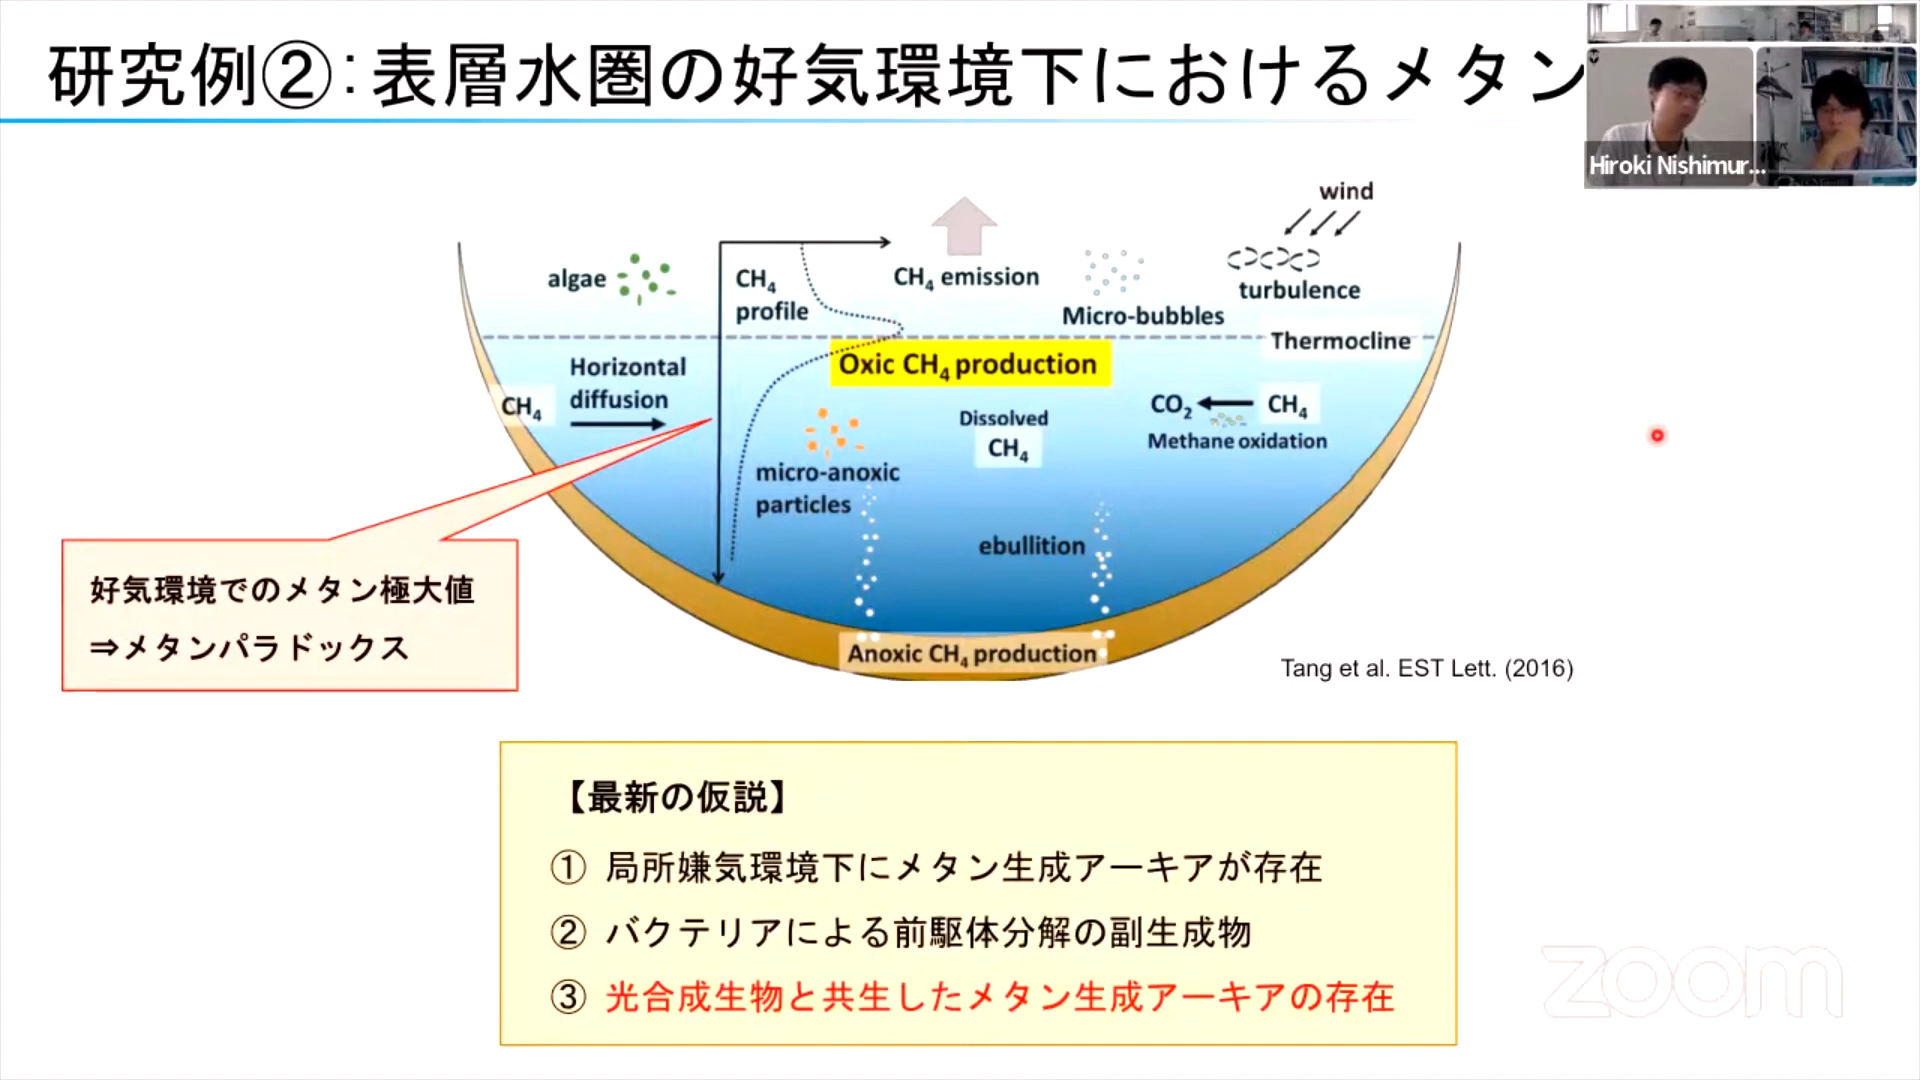 研究例②:表層水圏の好気環境下におけるメタン
Hiroki Nishimur...
wind
algae
CH4 profile
CH4 emission
Micro-bubbles
turbulence
Thermocline
Oxic CH4 production
CH4
Horizontal
diffusion
Dissolved
CH4
CO2
CH4
Methane oxidation
micro-anoxic
particles
ebullition
Anoxic CH4 production
好気環境でのメタン極大値
⇒メタンパラドックス
Tang et al. EST Lett. (2016)
【最新の仮説】
① 局所嫌気環境下にメタン生成アーキアが存在
② バクテリアによる前駆体分解の副生成物
③ 光合成生物と共生したメタン生成アーキアの存在
zoom